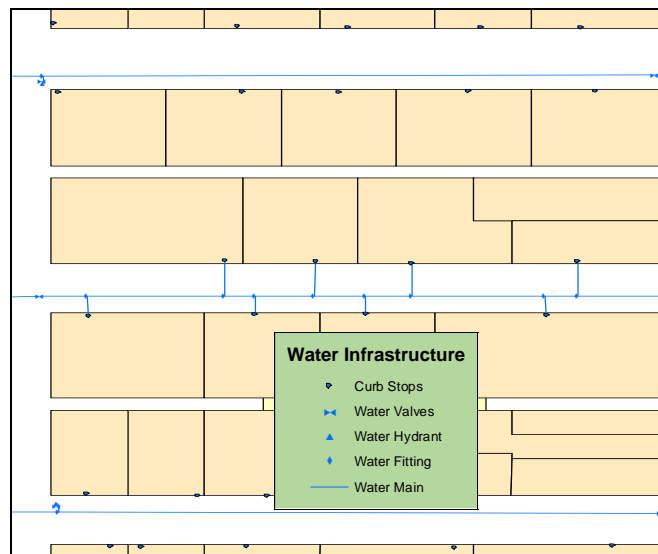 Water Infrastructure
Curb Stops
Water Valves
Water Hydrant
Water Fitting
Water Main